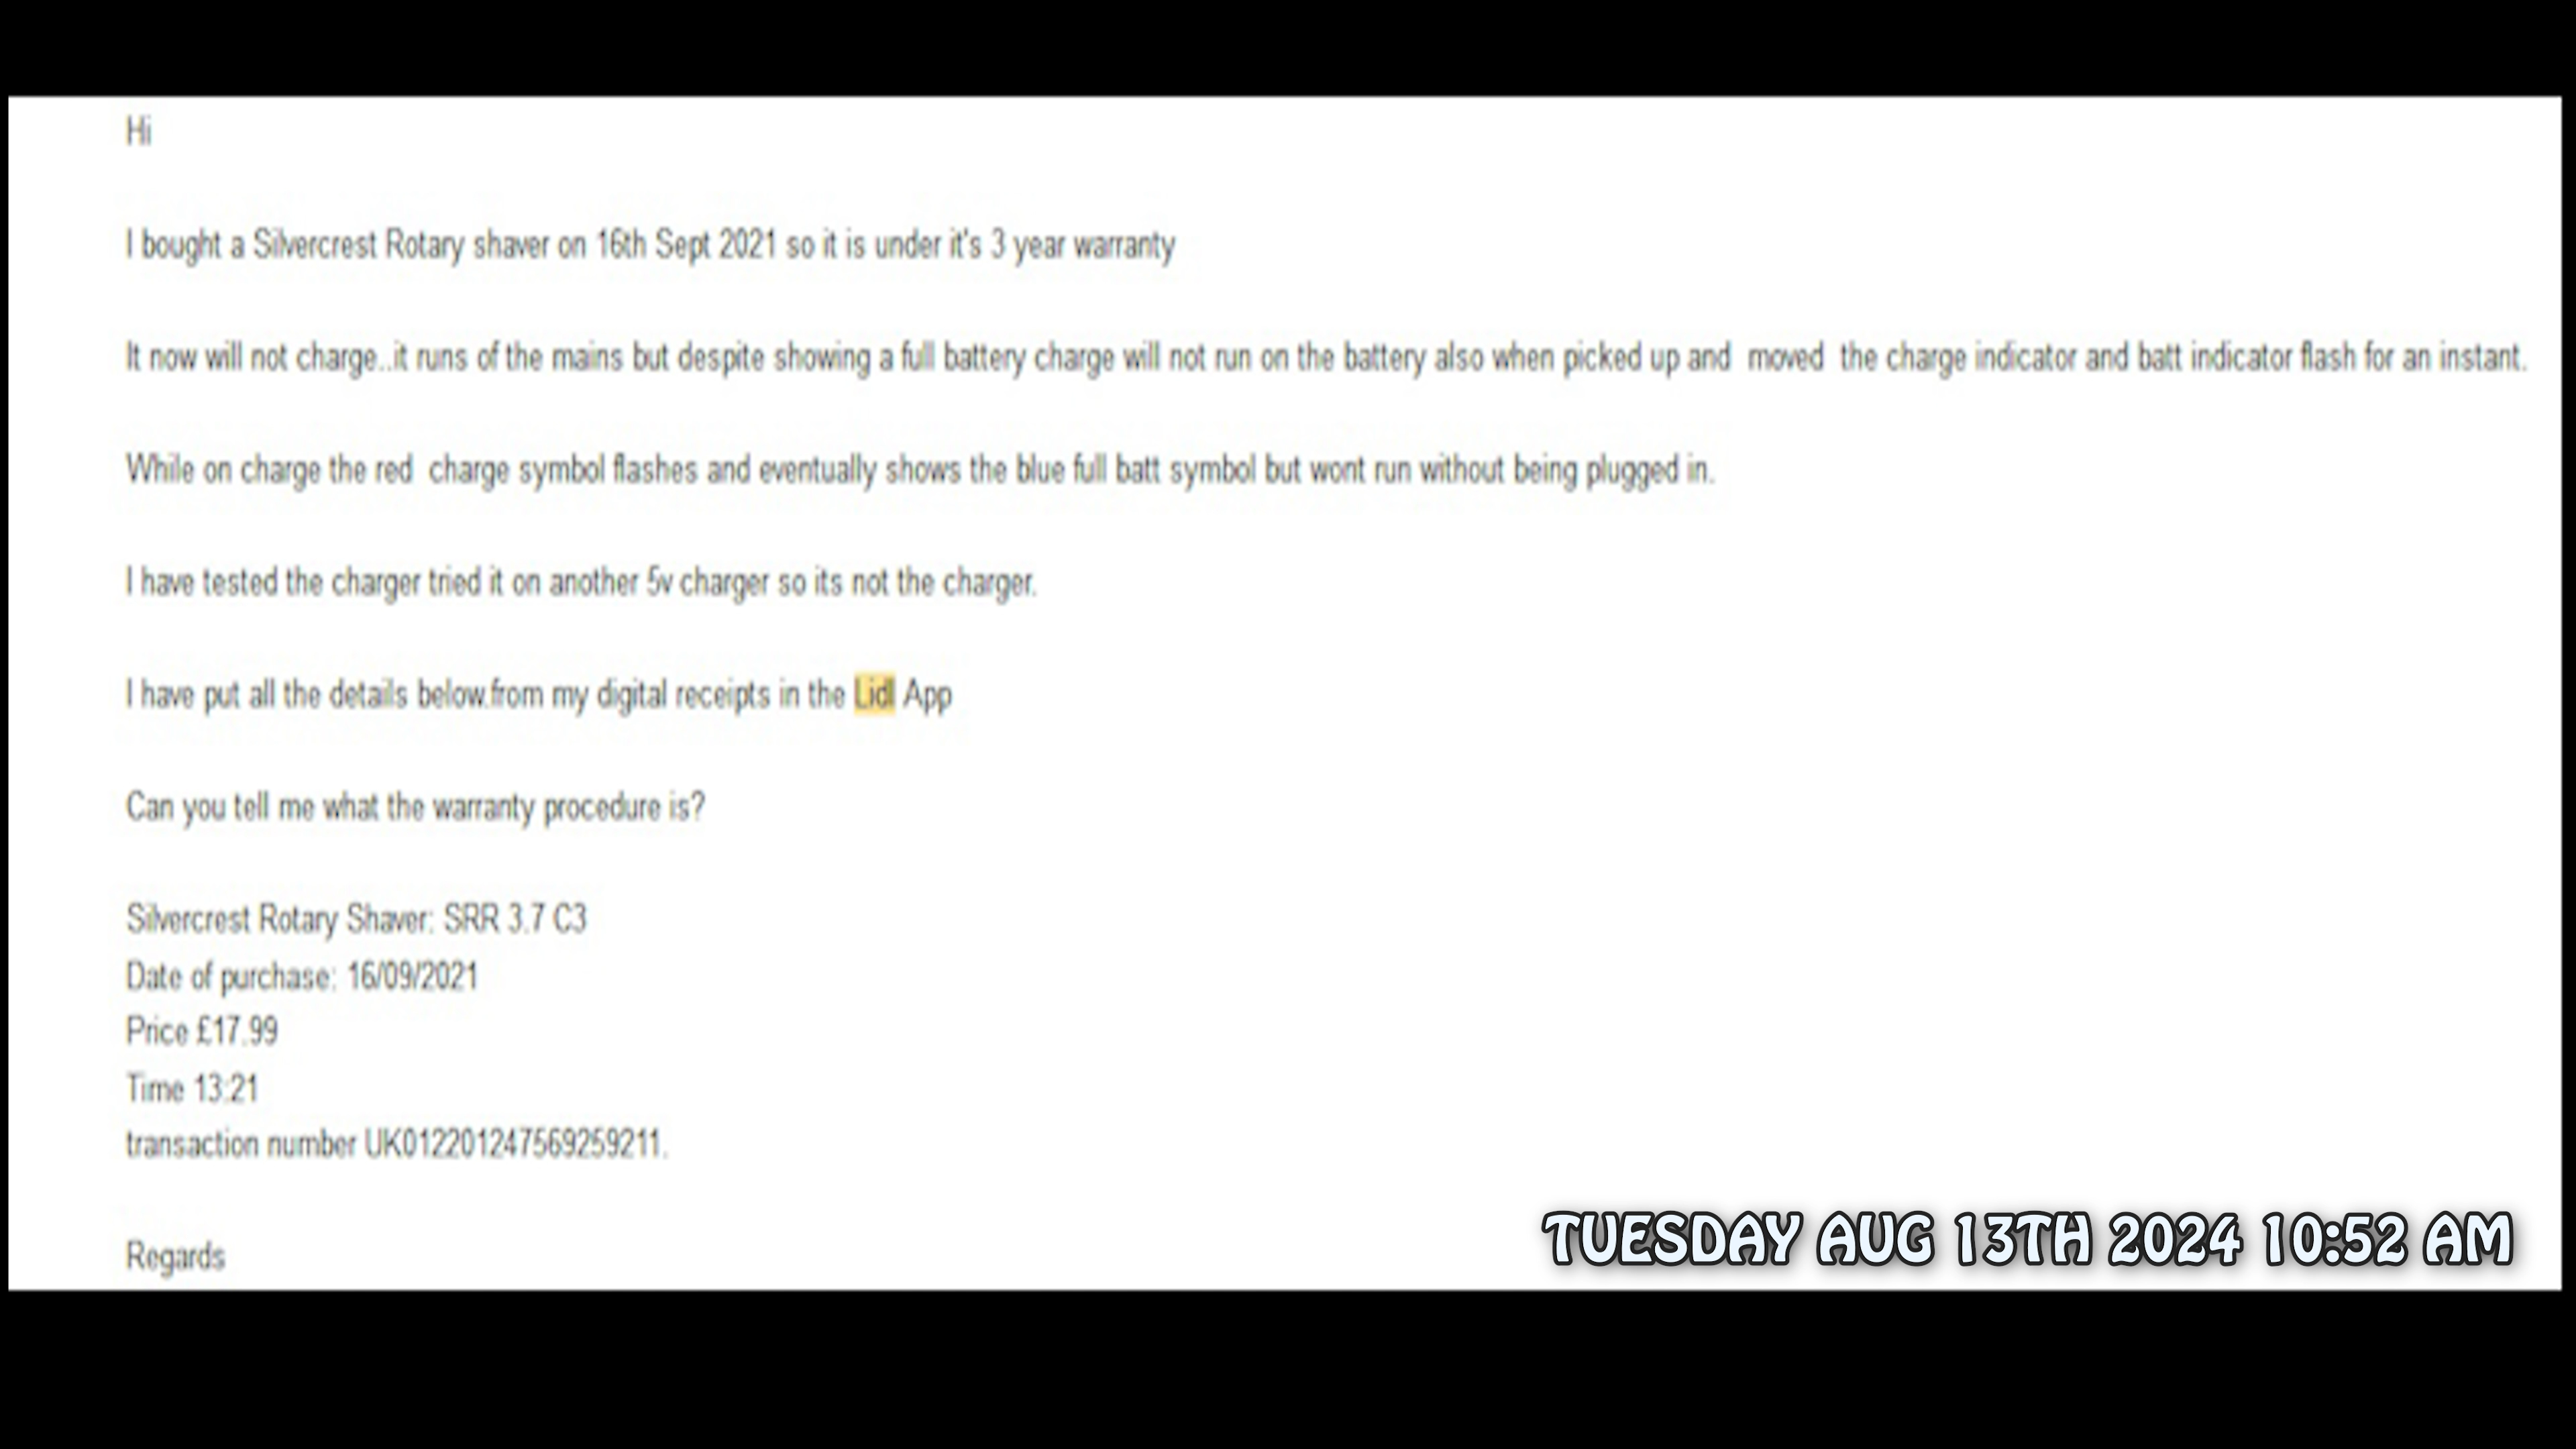 Hi
I bought a Silvercrest Rotary shaver on 16th Sept 2021 so it is under it's 3 year warranty
It now will not charge..it runs of the mains but despite showing a full battery charge will not run on the battery also when picked up and moved the charge indicator and batt indicator flash for an instant.
While on charge the red charge symbol flashes and eventually shows the blue full batt symbol but wont run without being plugged in.
I have tested the charger tried it on another 5v charger so its not the charger.
I have put all the details below.from my digital receipts in the Lidl App
Can you tell me what the warranty procedure is?
Silvercrest Rotary Shaver: SRR 3.7 C3
Date of purchase: 16/09/2021
Price £17.99
Time 13:21
transaction number UK012201247569259211.
Regards
TUESDAY AUG 13TH 2024 10:52 AM